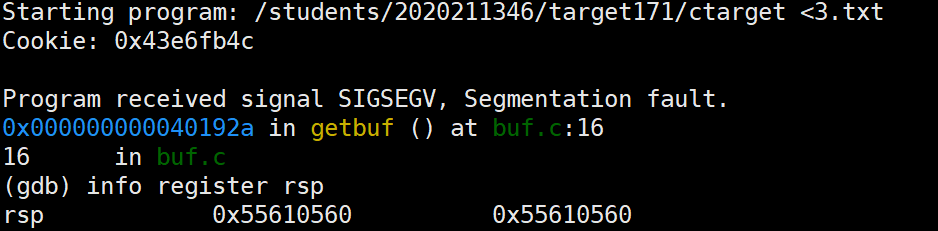 Starting program: /students/2020211346/target171/ctarget <3.txt
Cookie: 0x43e6fb4c
Program received signal SIGSEGV, Segmentation fault.
0x000000000040192a in getbuf () at buf.c:16
16      in buf.c
(gdb) info register rsp
rsp            0x55610560          0x55610560